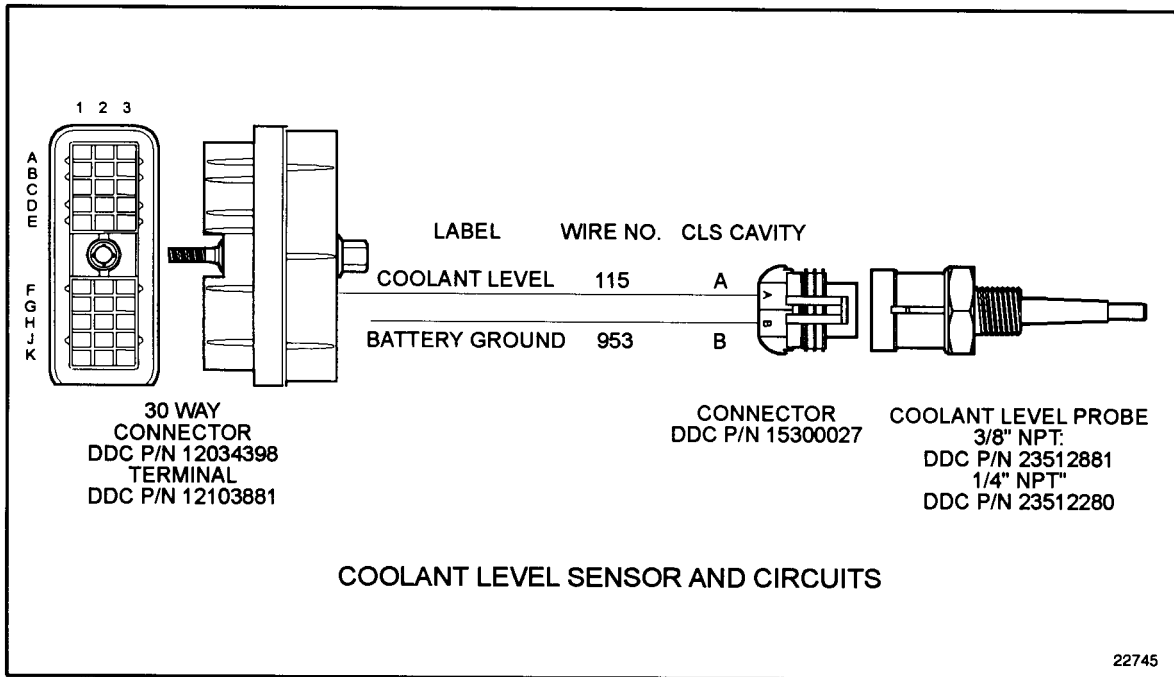 1 2 3
A
B
C
D
E
F
G
H
J
K
LABEL WIRE NO. CLS CAVITY
COOLANT LEVEL 115 A
BATTERY GROUND 953 B
A
B
30 WAY
CONNECTOR
DDC P/N 12034398
TERMINAL
DDC P/N 12103881
CONNECTOR
DDC P/N 15300027
COOLANT LEVEL PROBE
3/8" NPT:
DDC P/N 23512881
1/4" NPT"
DDC P/N 23512280
COOLANT LEVEL SENSOR AND CIRCUITS
22745